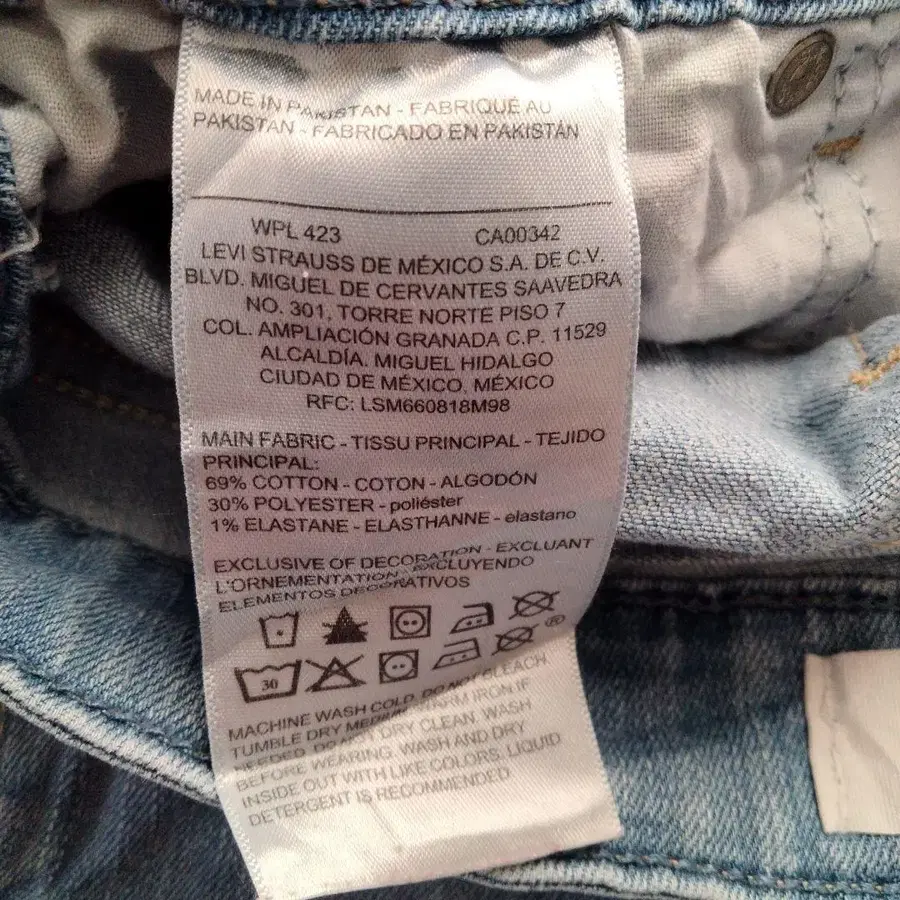 MADE IN PAKISTAN - FABRIQUÉ AU
PAKISTAN - FABRICADO EN PAKISTÁN
WPL 423 CA00342
LEVI STRAUSS DE MÉXICO S.A. DE C.V.
BLVD. MIGUEL DE CERVANTES SAAVEDRA
NO. 301, TORRE NORTE PISO 7
COL. AMPLIACIÓN GRANADA C.P. 11529
ALCALDÍA. MIGUEL HIDALGO
CIUDAD DE MÉXICO, MÉXICO
RFC: LSM660818M98
MAIN FABRIC - TISSU PRINCIPAL - TEJIDO
PRINCIPAL:
69% COTTON - COTON - ALGODÓN
30% POLYESTER - poliéster
1% ELASTANE - ELASTHANNE - elastano
EXCLUSIVE OF DECORATION - EXCLUANT
L'ORNEMENTATION - EXCLUYENDO
ELEMENTOS DECORATIVOS
®
30
MACHINE WASH COLD. DO NOT BLEACH.
TUMBLE DRY MEDIUM. WARM IRON IF
NEEDED. DO NOT DRY CLEAN. WASH
BEFORE WEARING. WASH AND DRY
INSIDE OUT WITH LIKE COLORS. LIQUID
DETERGENT IS RECOMMENDED